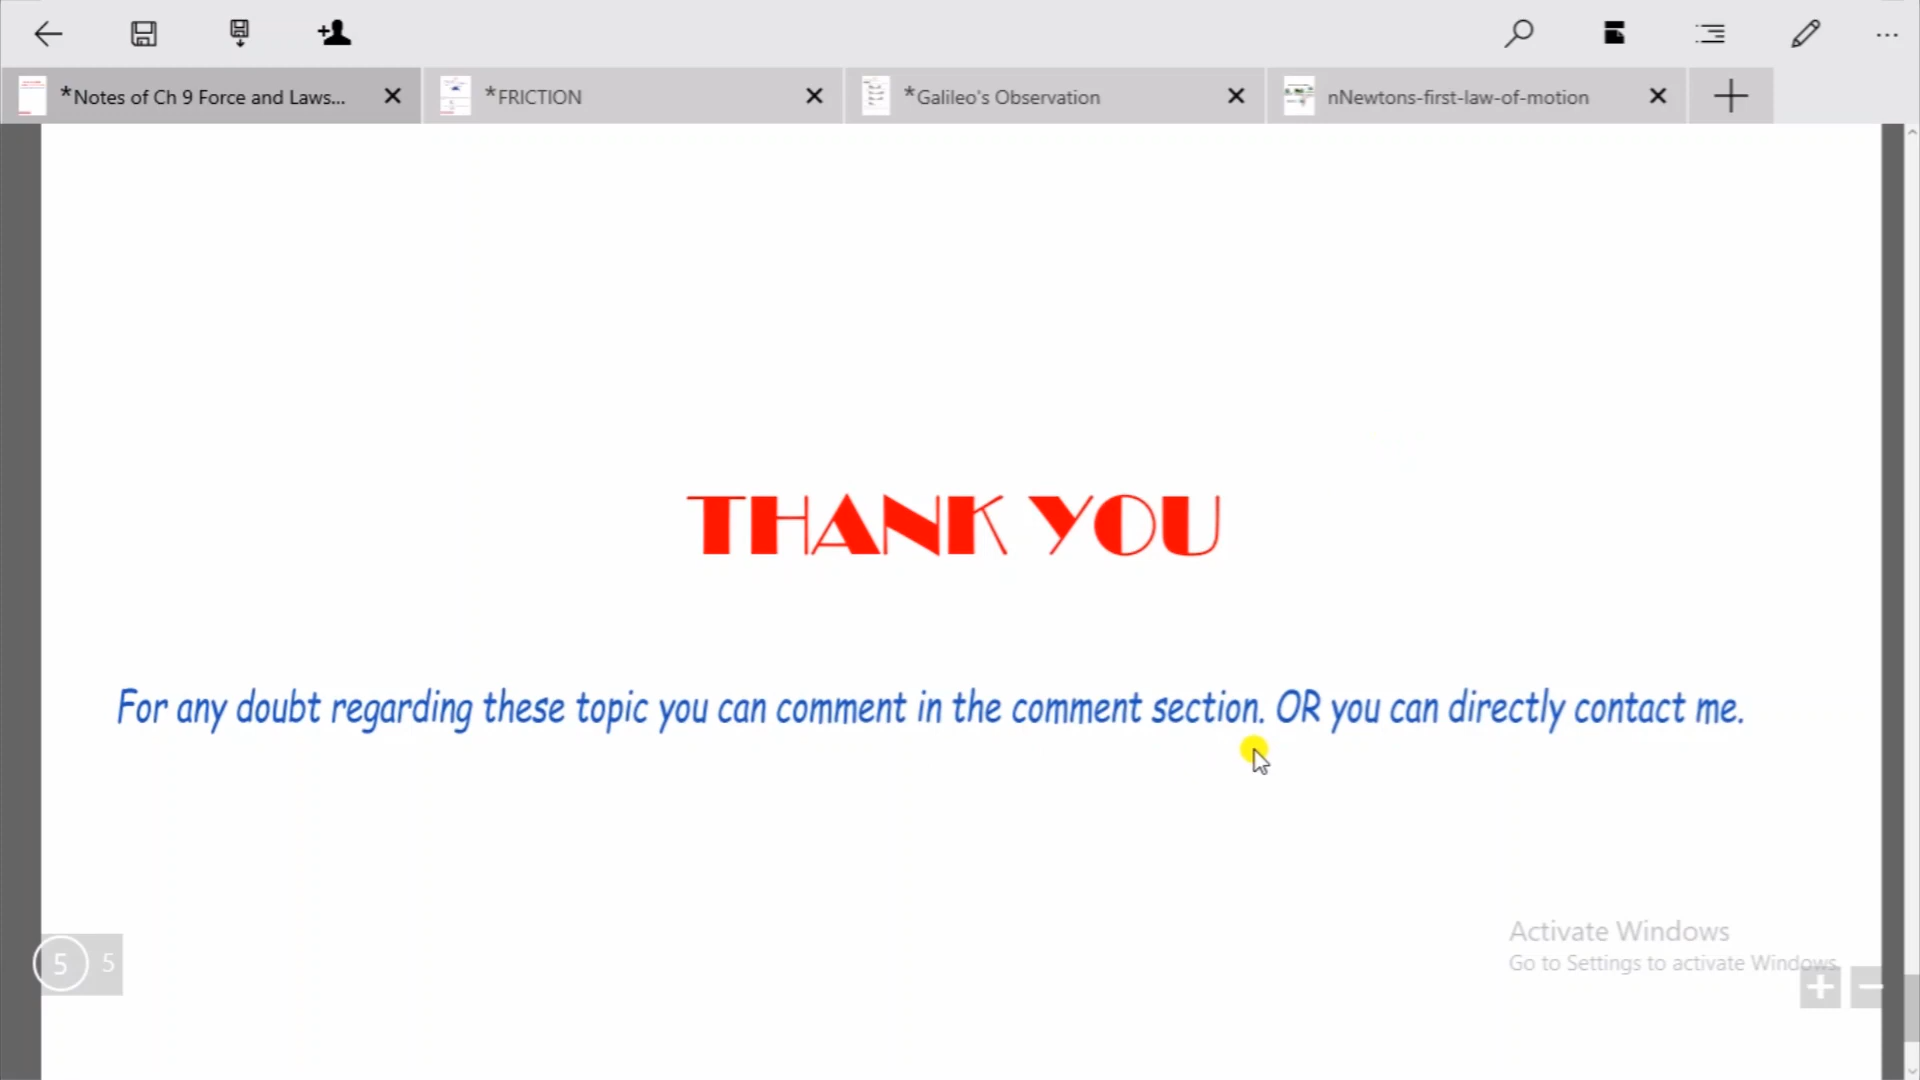 *Notes of Ch 9 Force and Laws...
*FRICTION
*Galileo's Observation
nNewtons-first-law-of-motion
THANK YOU
For any doubt regarding these topic you can comment in the comment section. OR you can directly contact me.
5 5
Activate Windows
Go to Settings to activate Windows.